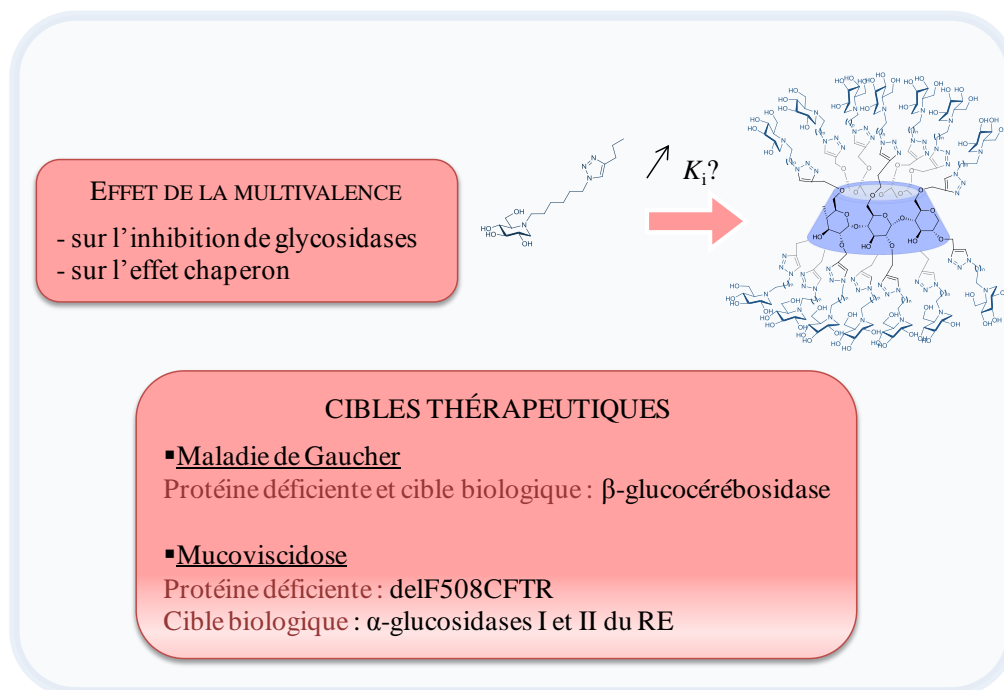 EFFET DE LA MULTIVALENCE
- sur l'inhibition de glycosidases
- sur l'effet chaperon
Ki?
CIBLES THÉRAPEUTIQUES
▪Maladie de Gaucher
Protéine déficiente et cible biologique : β-glucocérébosidase
▪Mucoviscidose
Protéine déficiente : delF508CFTR
Cible biologique : α-glucosidases I et II du RE